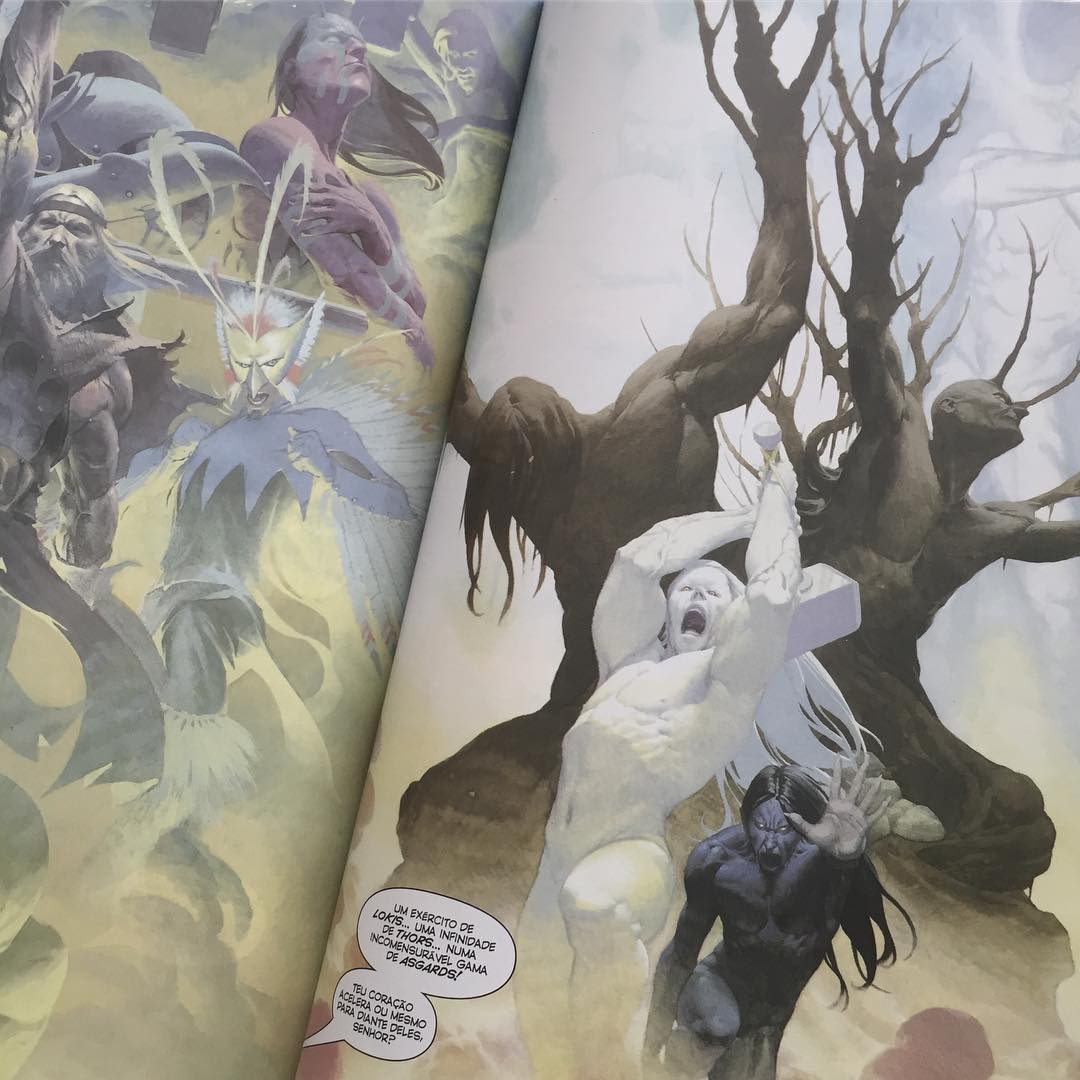 UM EXÉRCITO DE
LOKIS... UMA INFINIDADE
DE THORS... NUMA
INCOMENSURÁVEL GAMA
DE ASGARDS!
TEU CORAÇÃO
ACELERA OU MESMO
PARA DIANTE DELES,
SENHOR?